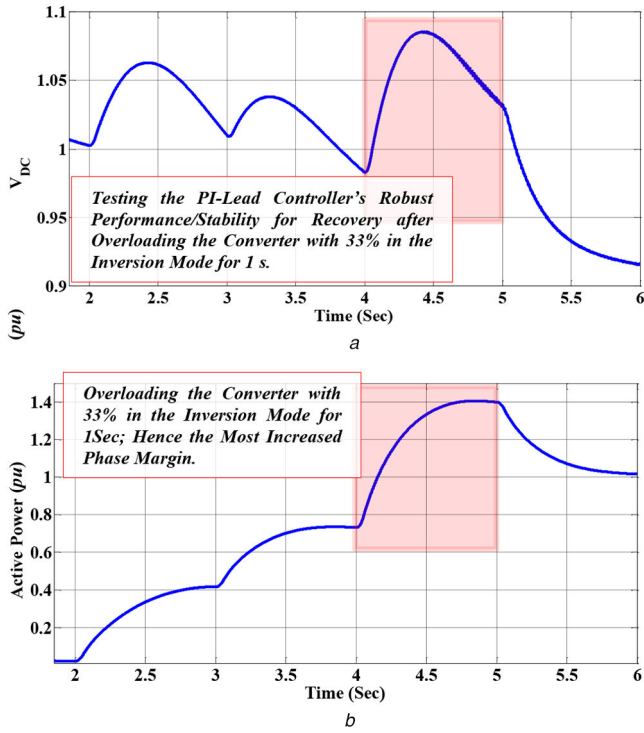 1.1
1.05
1
0.95
0.9
V_DC
(pu)
Testing the PI-Lead Controller's Robust
Performance/Stability for Recovery after
Overloading the Converter with 33% in the
Inversion Mode for 1 s.
2 2.5 3 3.5 4 4.5 5 5.5 6
Time (Sec)
a
Overloading the Converter with
33% in the Inversion Mode for
1Sec; Hence the Most Increased
Phase Margin.
1.4
1.2
1
0.8
0.6
0.4
0.2
Active Power (pu)
2 2.5 3 3.5 4 4.5 5 5.5 6
Time (Sec)
b